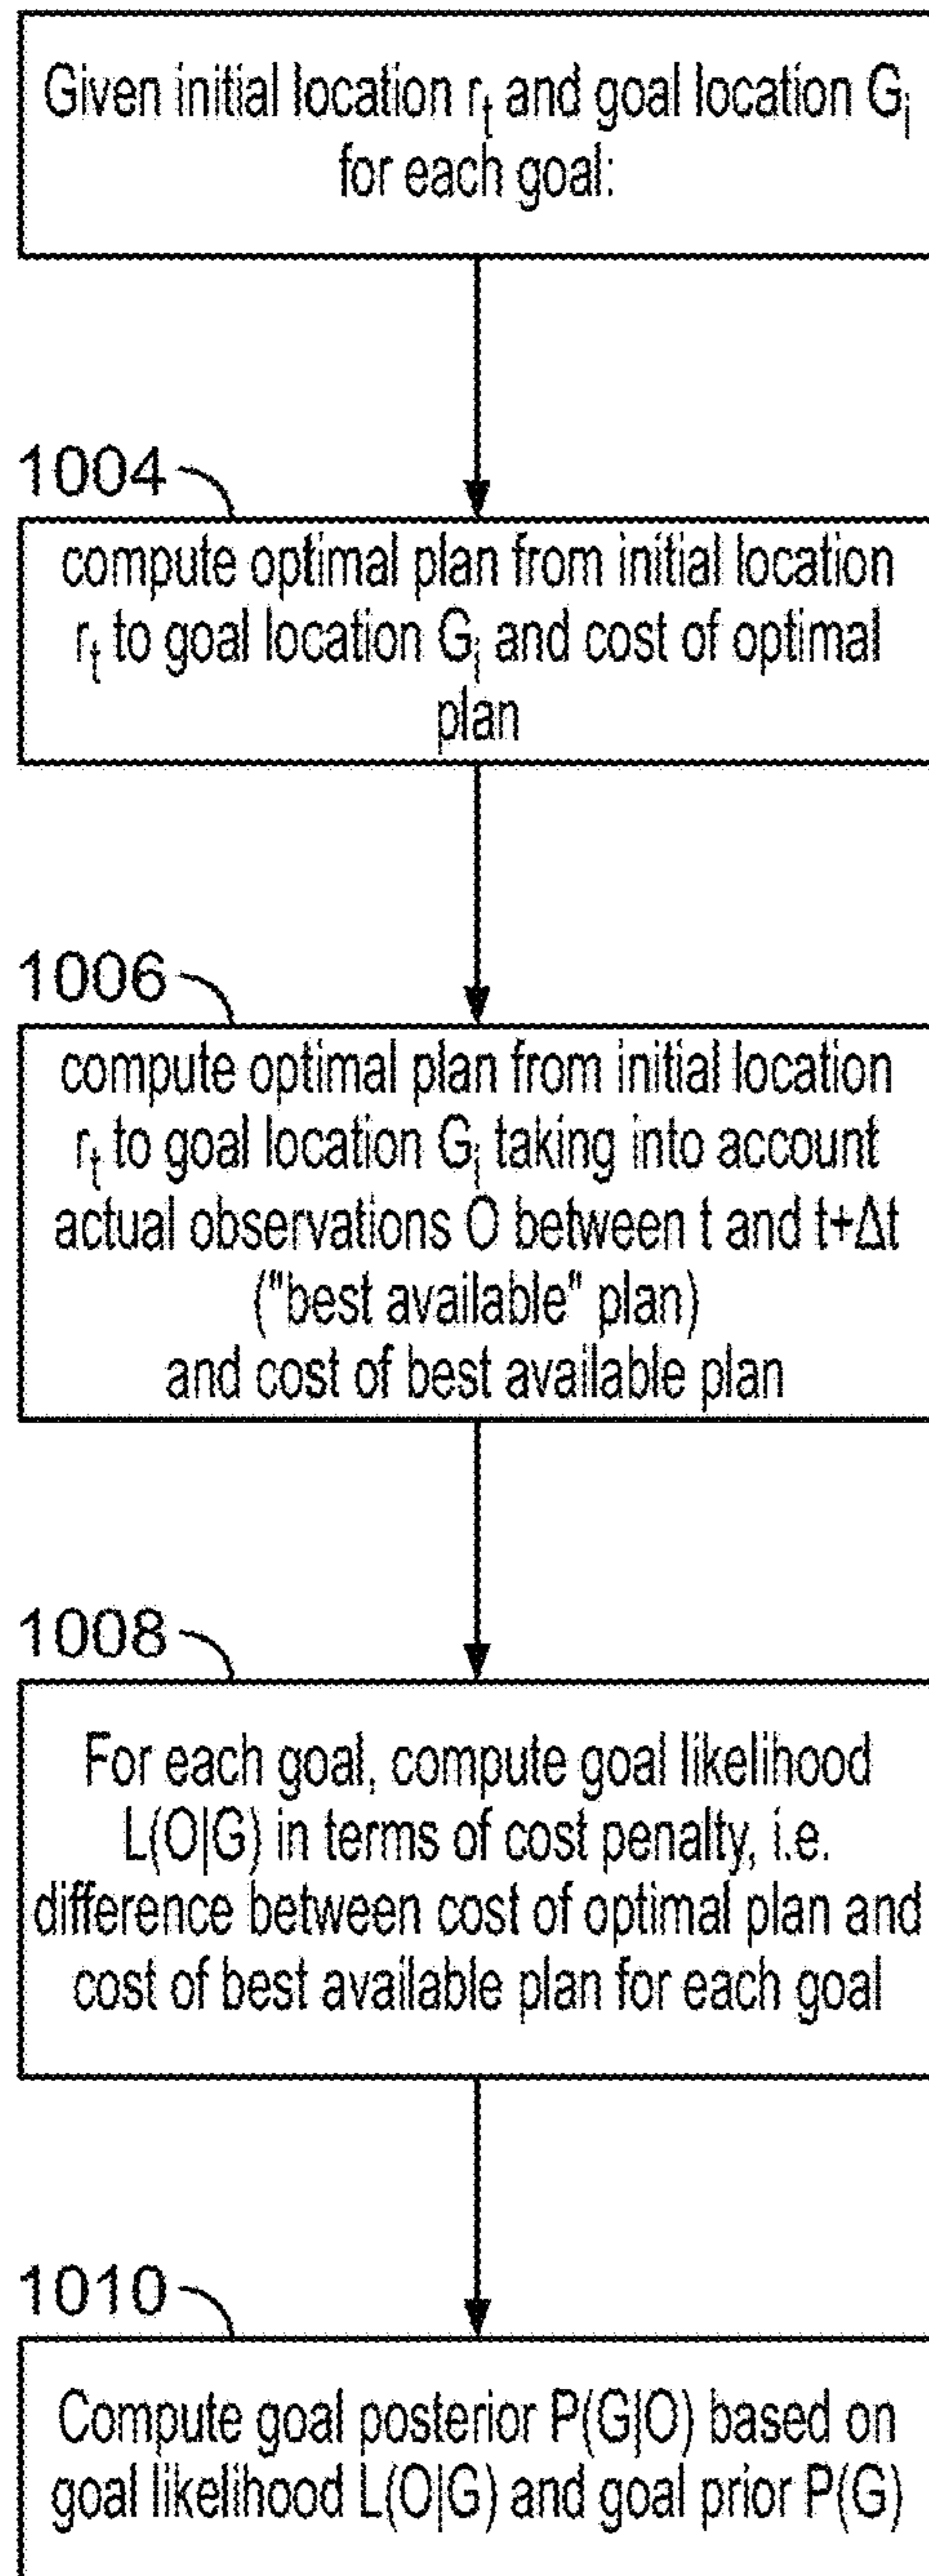 Given initial location rₜ and goal location Gᵢ
for each goal:
1004
compute optimal plan from initial location
rₜ to goal location Gᵢ and cost of optimal
plan
1006
compute optimal plan from initial location
rₜ to goal location Gᵢ taking into account
actual observations O between t and t+Δt
("best available" plan)
and cost of best available plan
1008
For each goal, compute goal likelihood
L(O|G) in terms of cost penalty, i.e.
difference between cost of optimal plan and
cost of best available plan for each goal
1010
Compute goal posterior P(G|O) based on
goal likelihood L(O|G) and goal prior P(G)